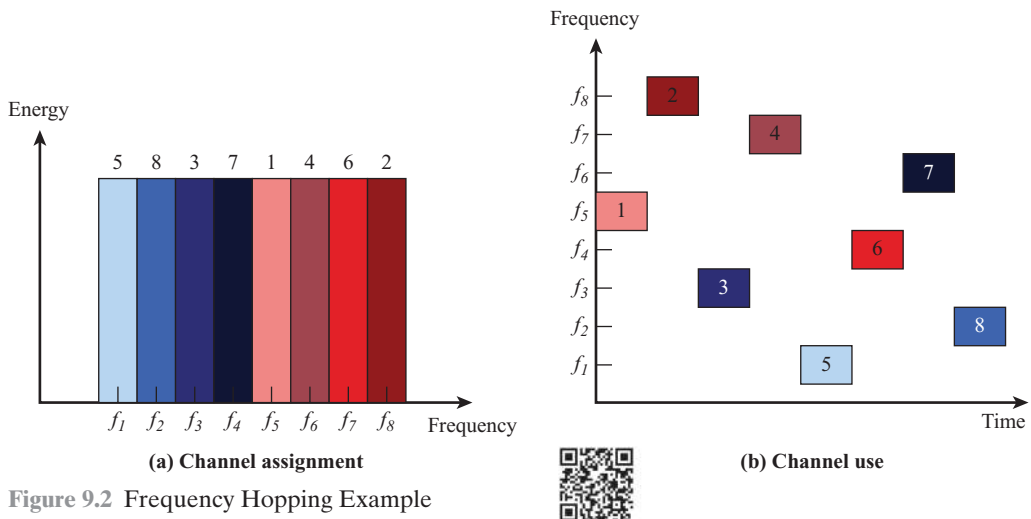 Energy
5 8 3 7 1 4 6 2
f1 f2 f3 f4 f5 f6 f7 f8
Frequency
(a) Channel assignment
Frequency
f8
f7
f6
f5
f4
f3
f2
f1
2
4
7
1
6
3
8
5
Time
(b) Channel use
Figure 9.2 Frequency Hopping Example